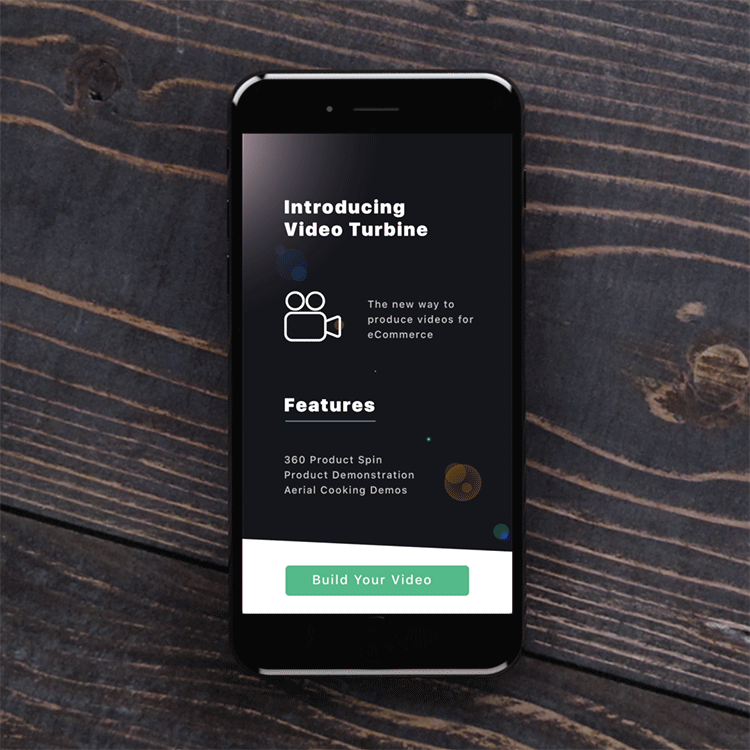 Introducing
Video Turbine
The new way to
produce videos for
eCommerce
Features
360 Product Spin
Product Demonstration
Aerial Cooking Demos
Build Your Video